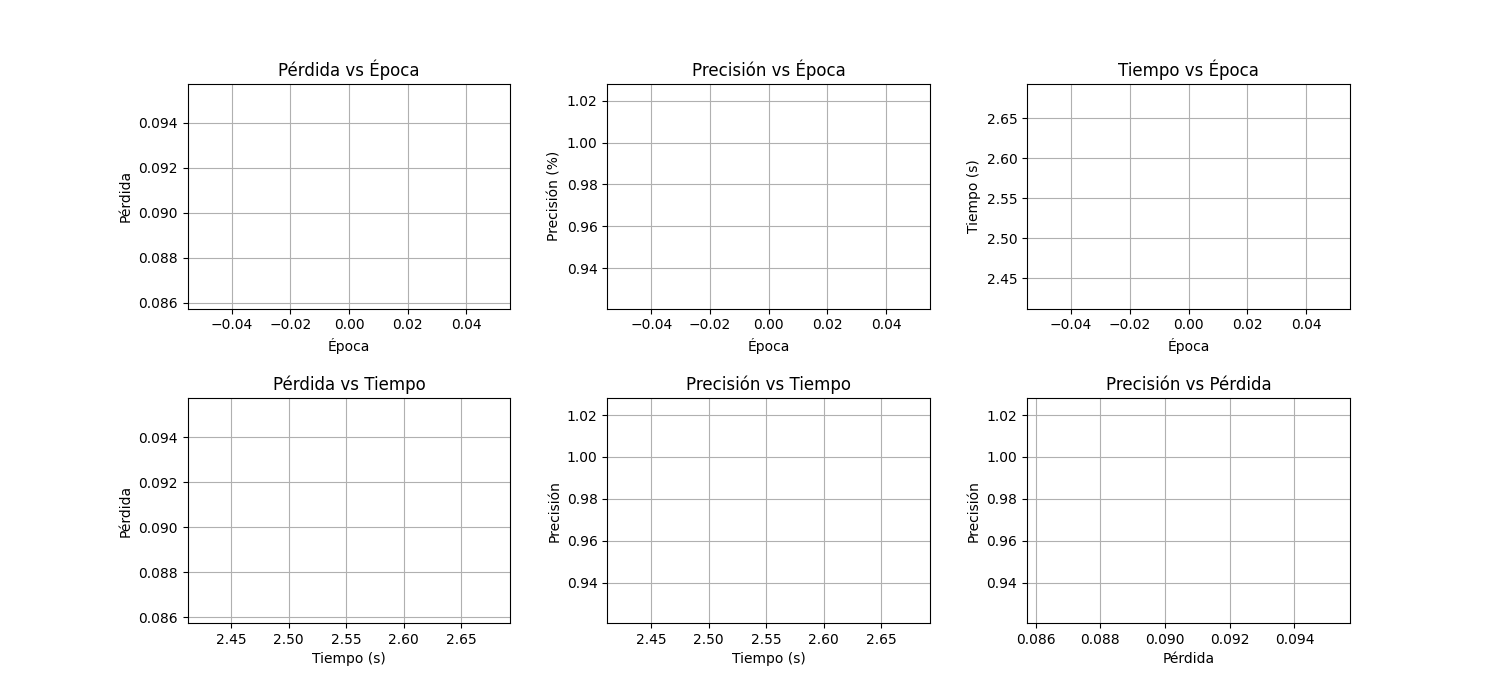 Pérdida vs Época
Pérdida
0.094
0.092
0.090
0.088
0.086
−0.04 −0.02 0.00 0.02 0.04
Época
Precisión vs Época
Precisión (%)
1.02
1.00
0.98
0.96
0.94
−0.04 −0.02 0.00 0.02 0.04
Época
Tiempo vs Época
Tiempo (s)
2.65
2.60
2.55
2.50
2.45
−0.04 −0.02 0.00 0.02 0.04
Época
Pérdida vs Tiempo
Pérdida
0.094
0.092
0.090
0.088
0.086
2.45 2.50 2.55 2.60 2.65
Tiempo (s)
Precisión vs Tiempo
Precisión
1.02
1.00
0.98
0.96
0.94
2.45 2.50 2.55 2.60 2.65
Tiempo (s)
Precisión vs Pérdida
Precisión
1.02
1.00
0.98
0.96
0.94
0.086 0.088 0.090 0.092 0.094
Pérdida